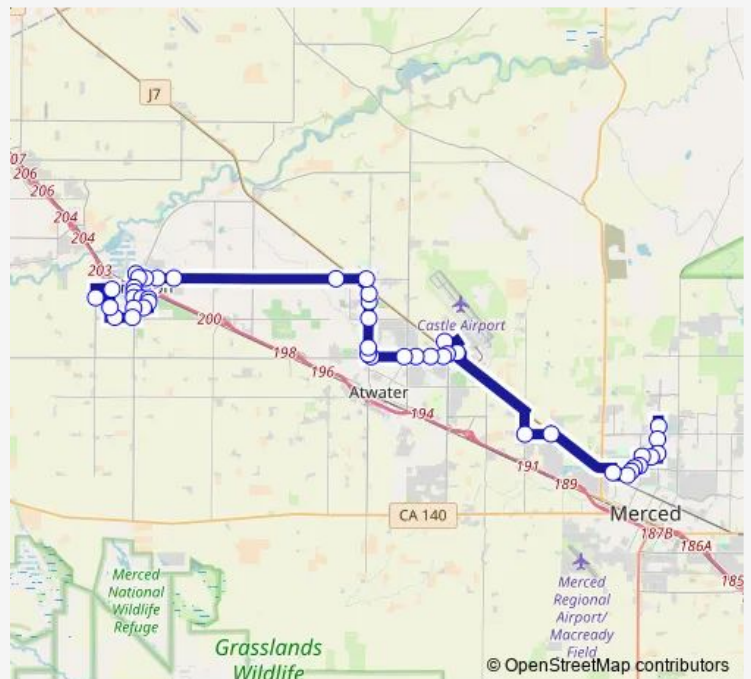 J7
207
206
206
204
204
203
200
198
196
194
191
189
Castle Airport
Atwater
CA 140
Merced
187B
186A
185
Merced
National
Wildlife
Refuge
Merced
Regional
Airport/
Macready
Field
Grasslands
Wildlife
© OpenStreetMap contributors